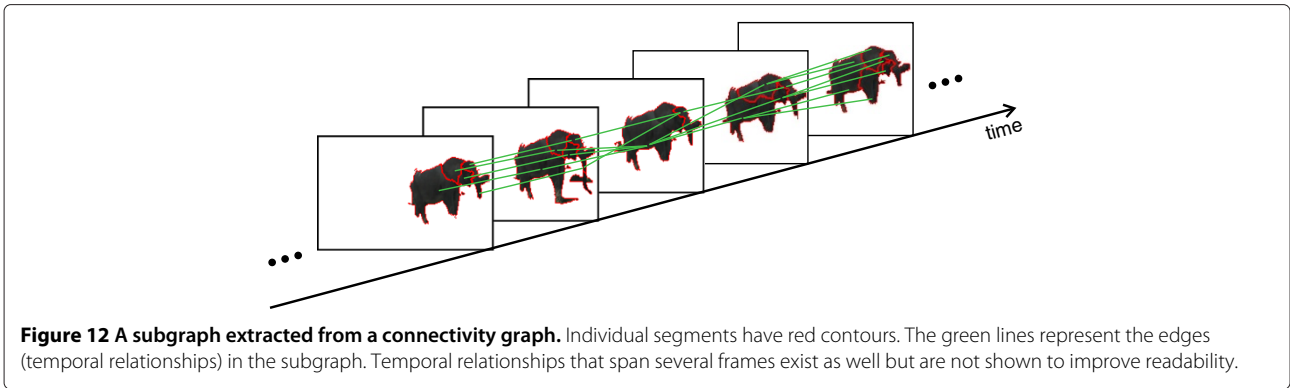 time
Figure 12 A subgraph extracted from a connectivity graph. Individual segments have red contours. The green lines represent the edges
(temporal relationships) in the subgraph. Temporal relationships that span several frames exist as well but are not shown to improve readability.